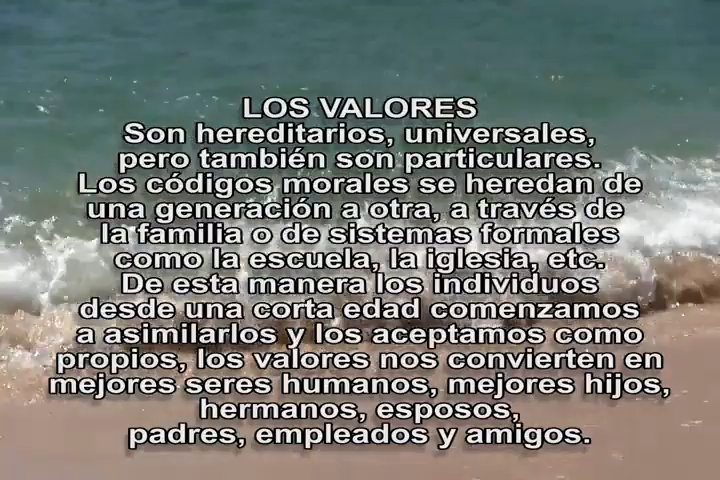 LOS VALORES
Son hereditarios, universales,
pero también son particulares.
Los códigos morales se heredan de
una generación a otra, a través de
la familia o de sistemas formales
como la escuela, la iglesia, etc.
De esta manera los individuos
desde una corta edad comenzamos
a asimilarlos y los aceptamos como
propios, los valores nos convierten en
mejores seres humanos, mejores hijos,
hermanos, esposos,
padres, empleados y amigos.